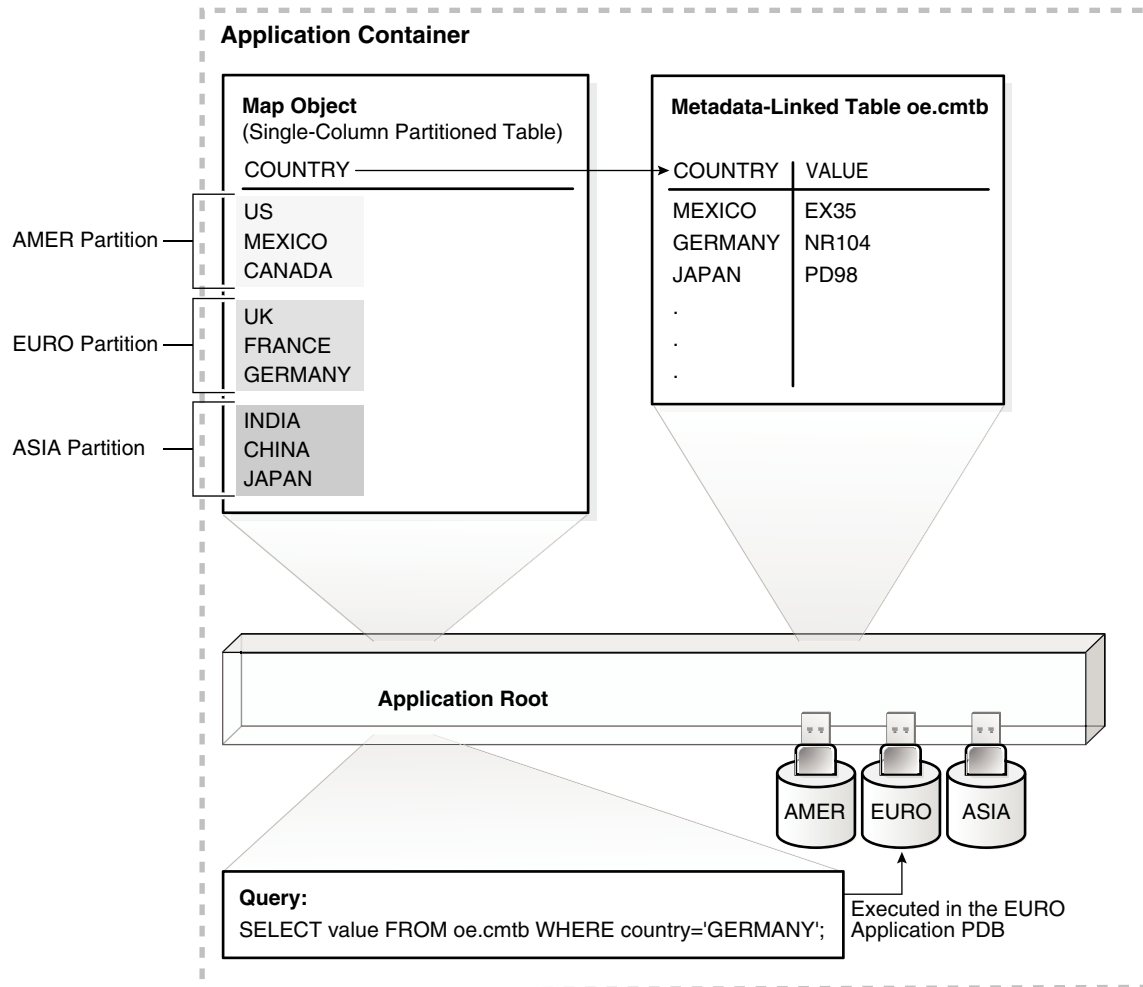 Application Container
Map Object
(Single-Column Partitioned Table)
COUNTRY
AMER Partition
US
MEXICO
CANADA
EURO Partition
UK
FRANCE
GERMANY
ASIA Partition
INDIA
CHINA
JAPAN
Metadata-Linked Table oe.cmtb
COUNTRY VALUE
MEXICO EX35
GERMANY NR104
JAPAN PD98
.
.
.
Application Root
AMER EURO ASIA
Query:
SELECT value FROM oe.cmtb WHERE country='GERMANY';
Executed in the EURO
Application PDB